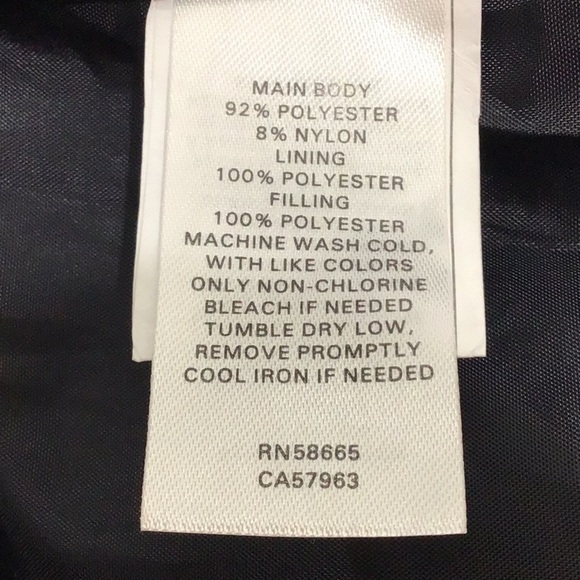 MAIN BODY
92% POLYESTER
8% NYLON
LINING
100% POLYESTER
FILLING
100% POLYESTER
MACHINE WASH COLD,
WITH LIKE COLORS
ONLY NON-CHLORINE
BLEACH IF NEEDED
TUMBLE DRY LOW,
REMOVE PROMPTLY
COOL IRON IF NEEDED
RN58665
CA57963